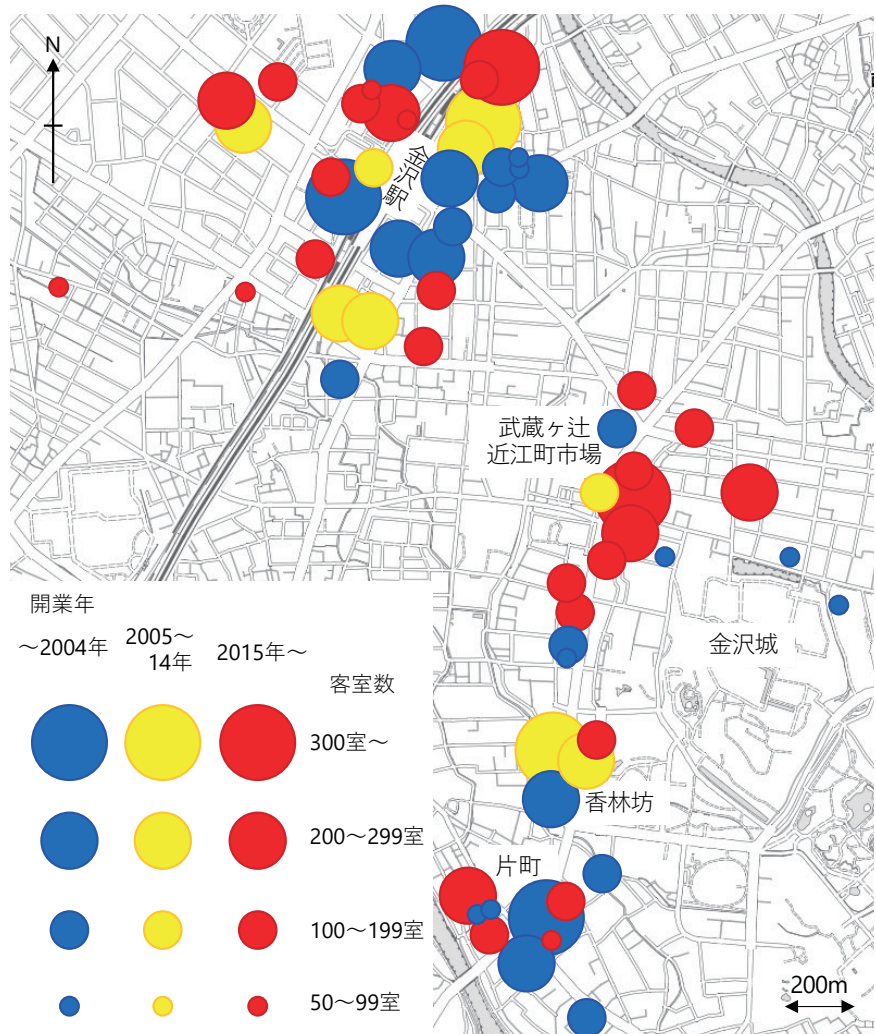 N
金沢駅
武蔵ヶ辻
近江町市場
金沢城
香林坊
片町
200m
開業年
～2004年
2005～
14年
2015年～
客室数
300室～
200～299室
100～199室
50～99室